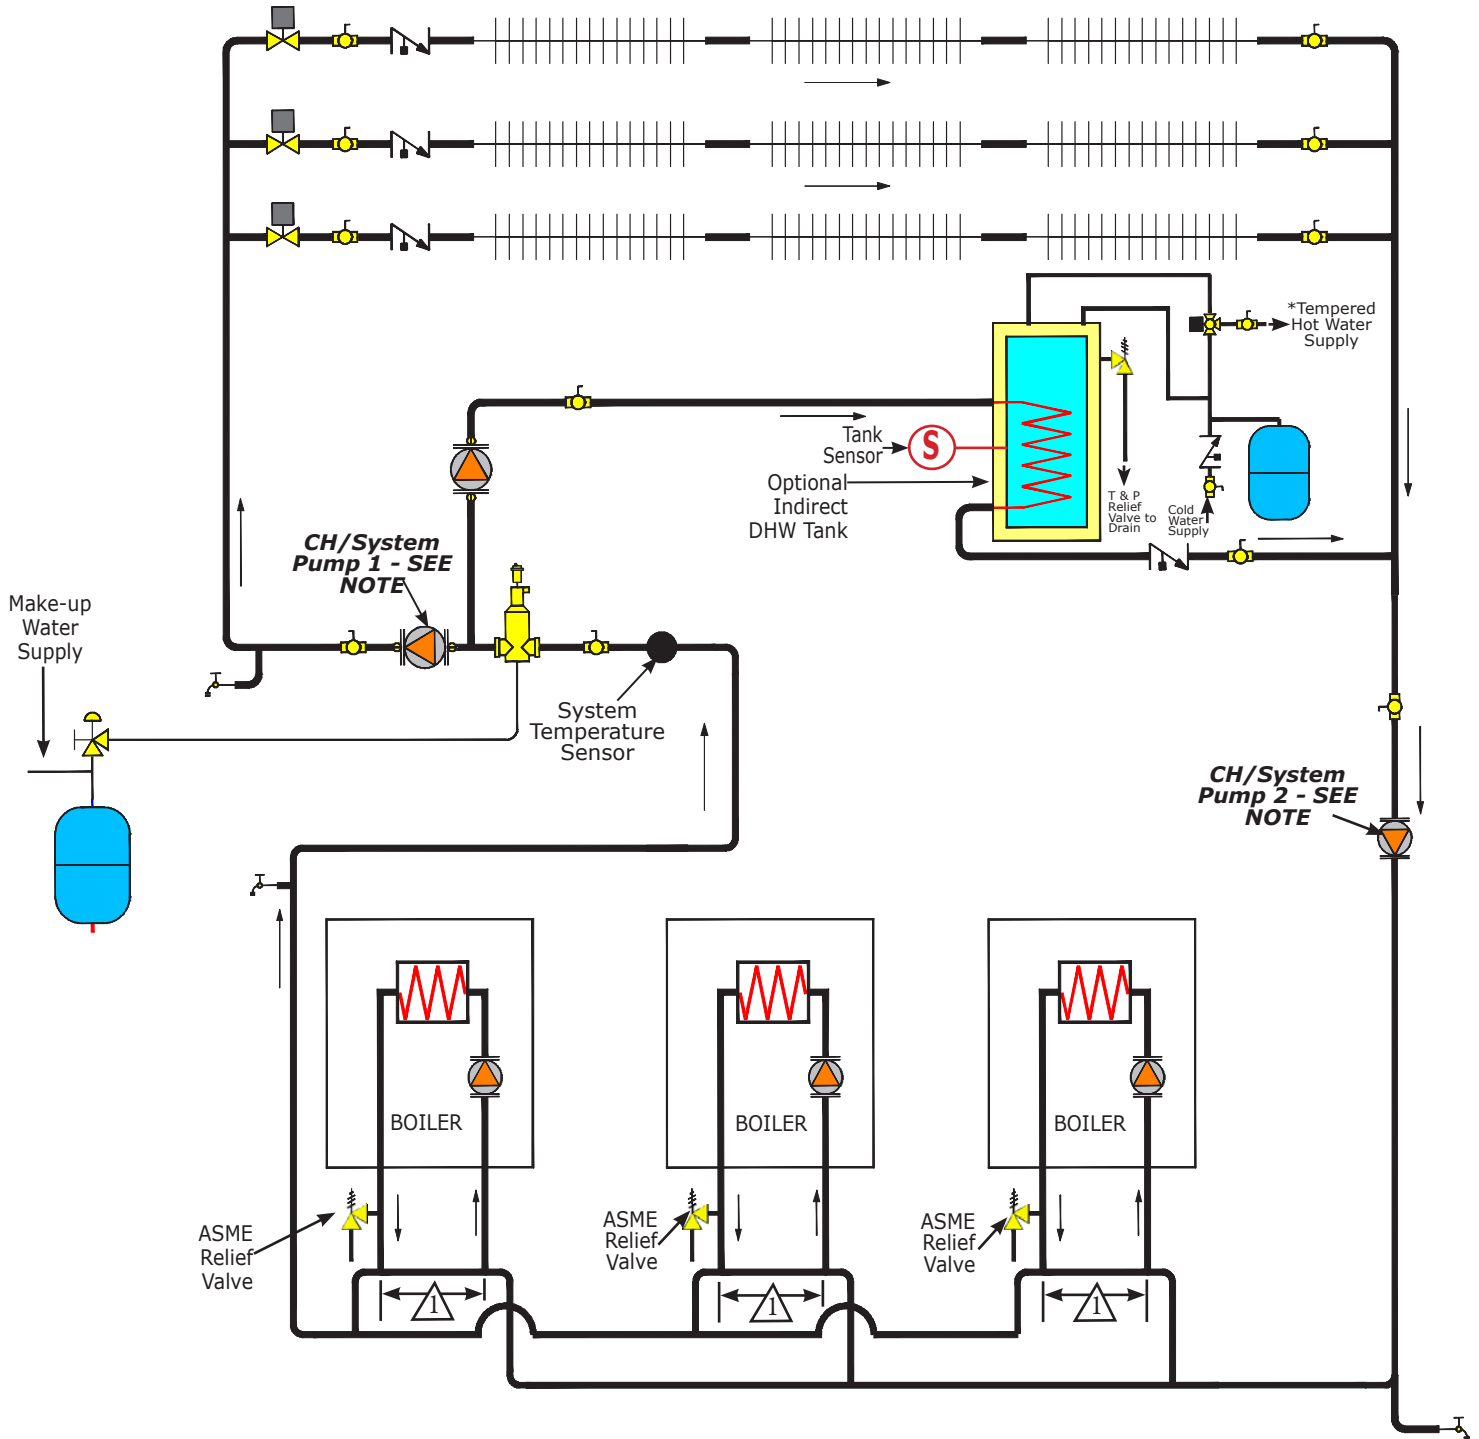 *Tempered
Hot Water
Supply
Tank
Sensor
S
Optional
Indirect
DHW Tank
T & P
Relief
Valve to
Drain
Cold
Water
Supply
CH/System
Pump 1 - SEE
NOTE
Make-up
Water
Supply
System
Temperature
Sensor
CH/System
Pump 2 - SEE
NOTE
BOILER
BOILER
BOILER
ASME
Relief
Valve
ASME
Relief
Valve
ASME
Relief
Valve
1
1
1